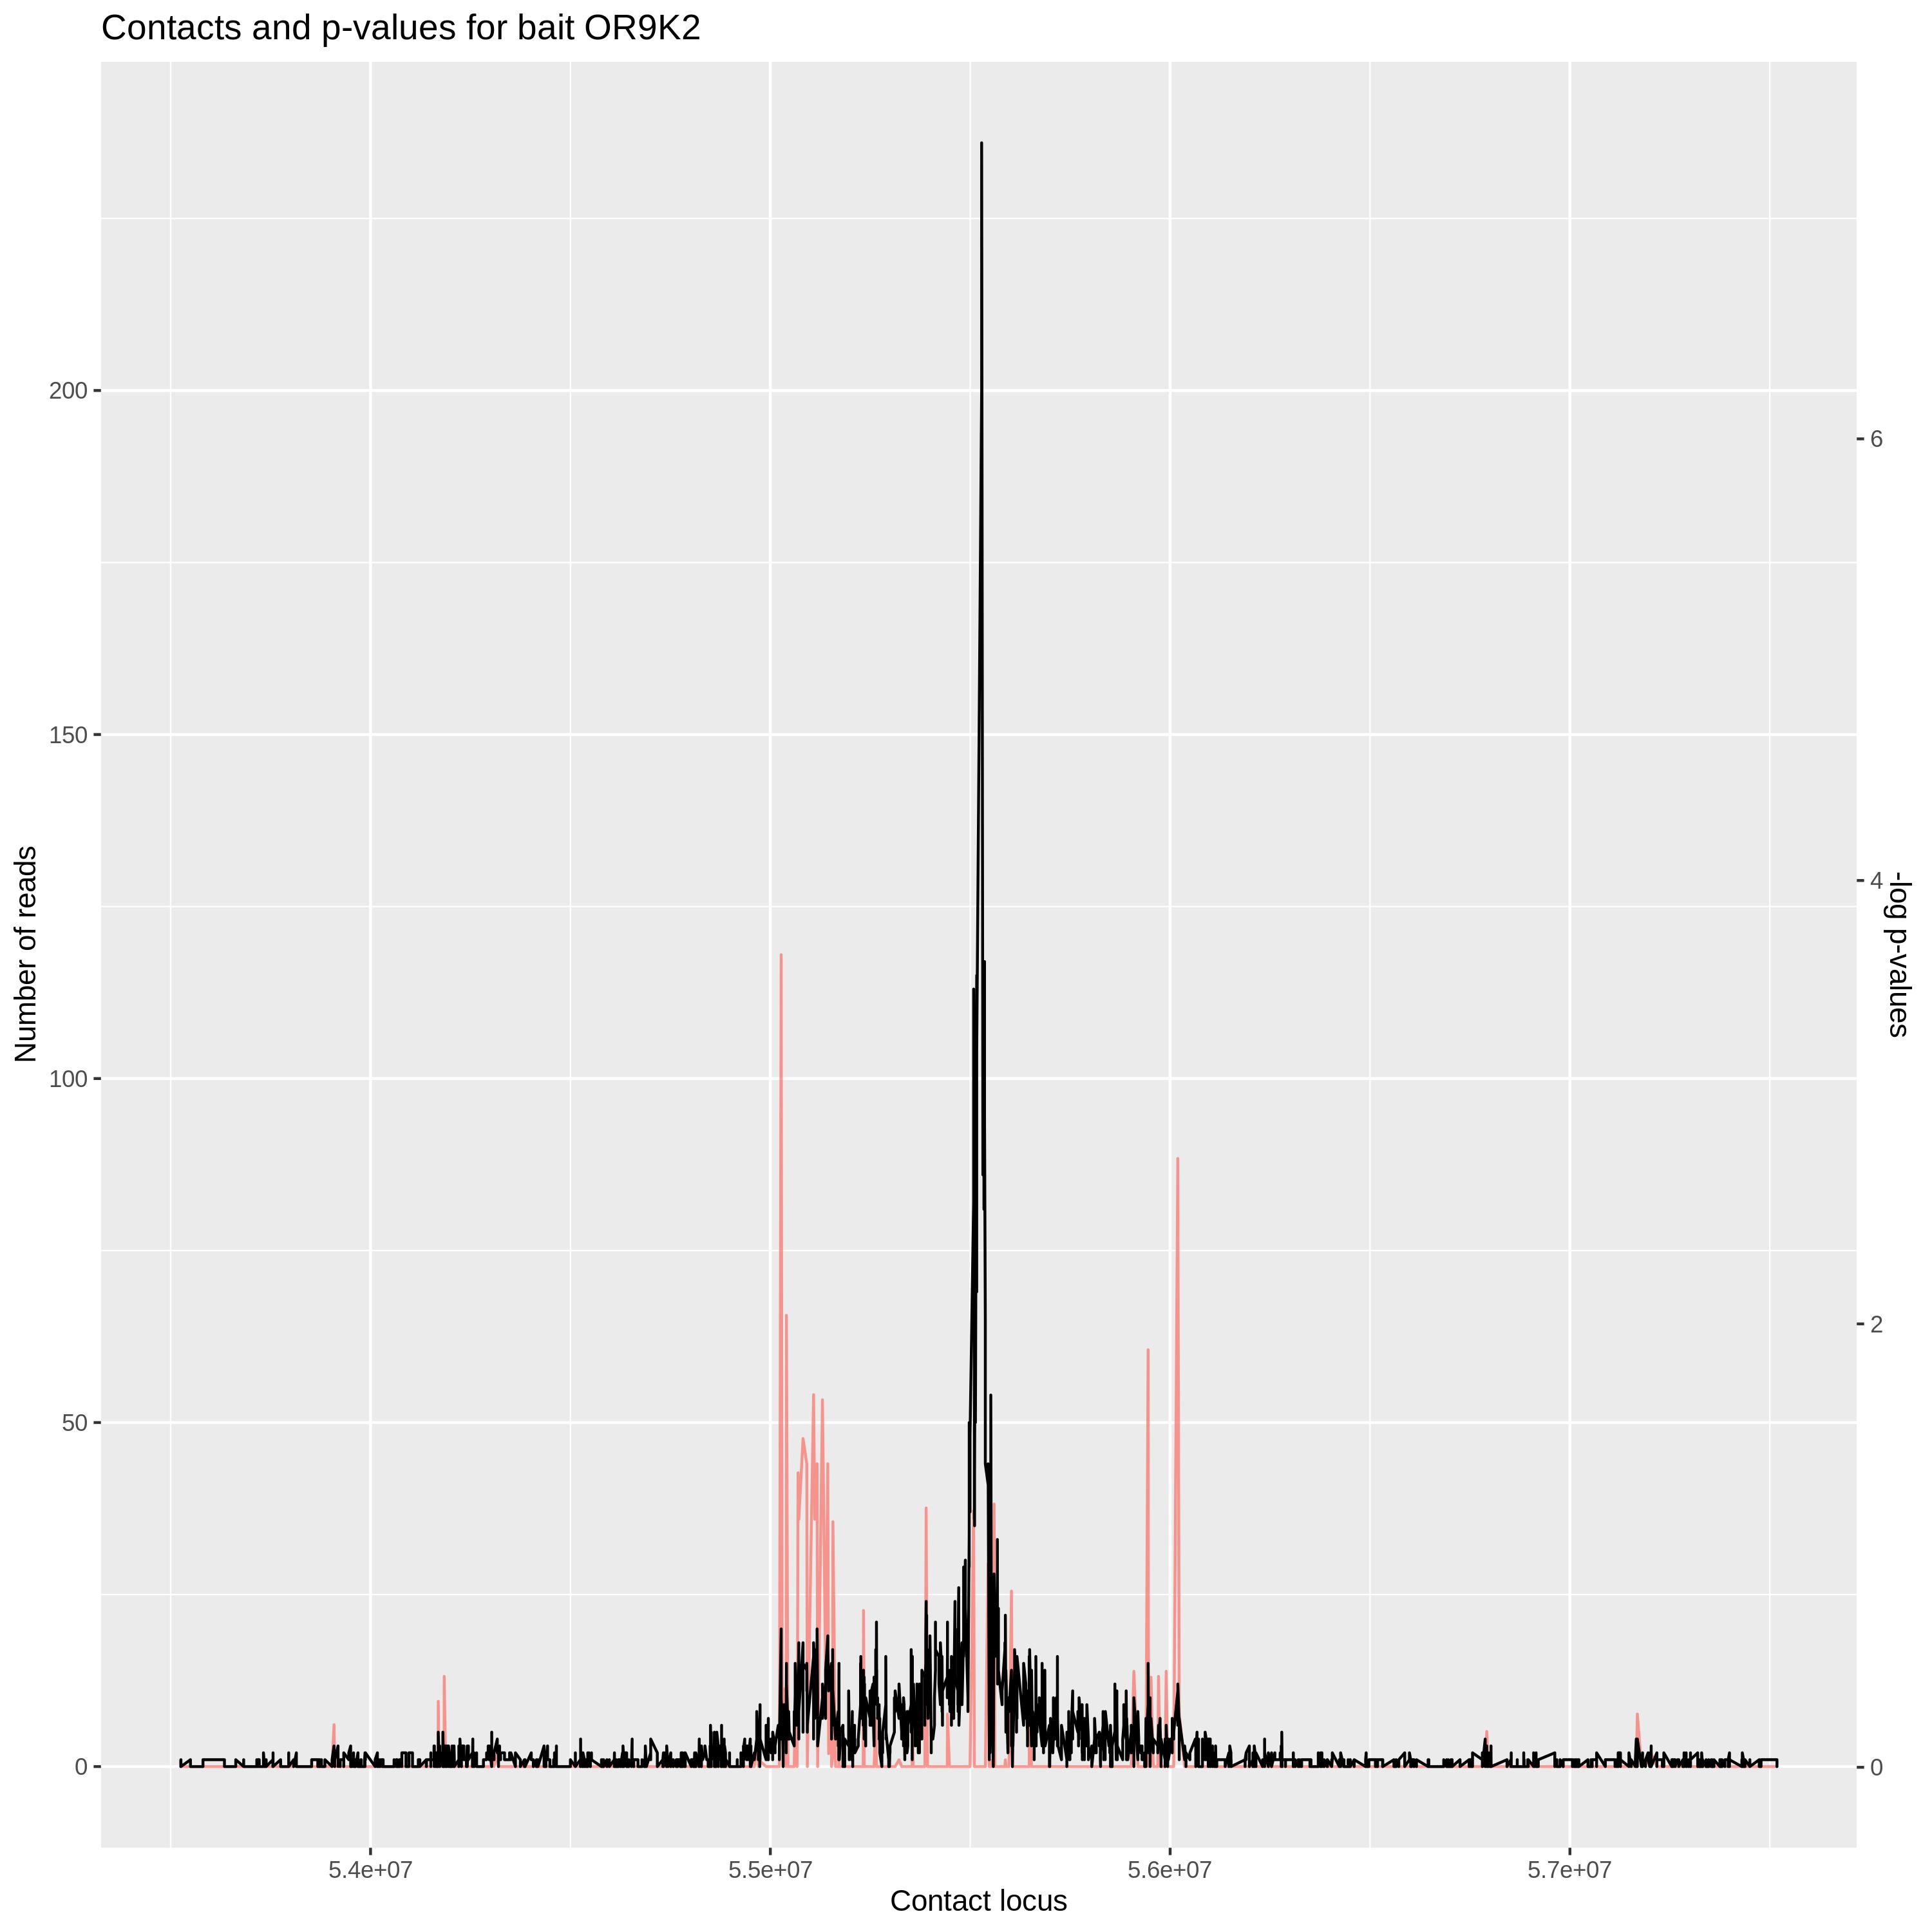 Contacts and p-values for bait OR9K2
Number of reads
200
150
100
50
0
6
4
2
0
-log p-values
5.4e+07
5.5e+07
5.6e+07
5.7e+07
Contact locus